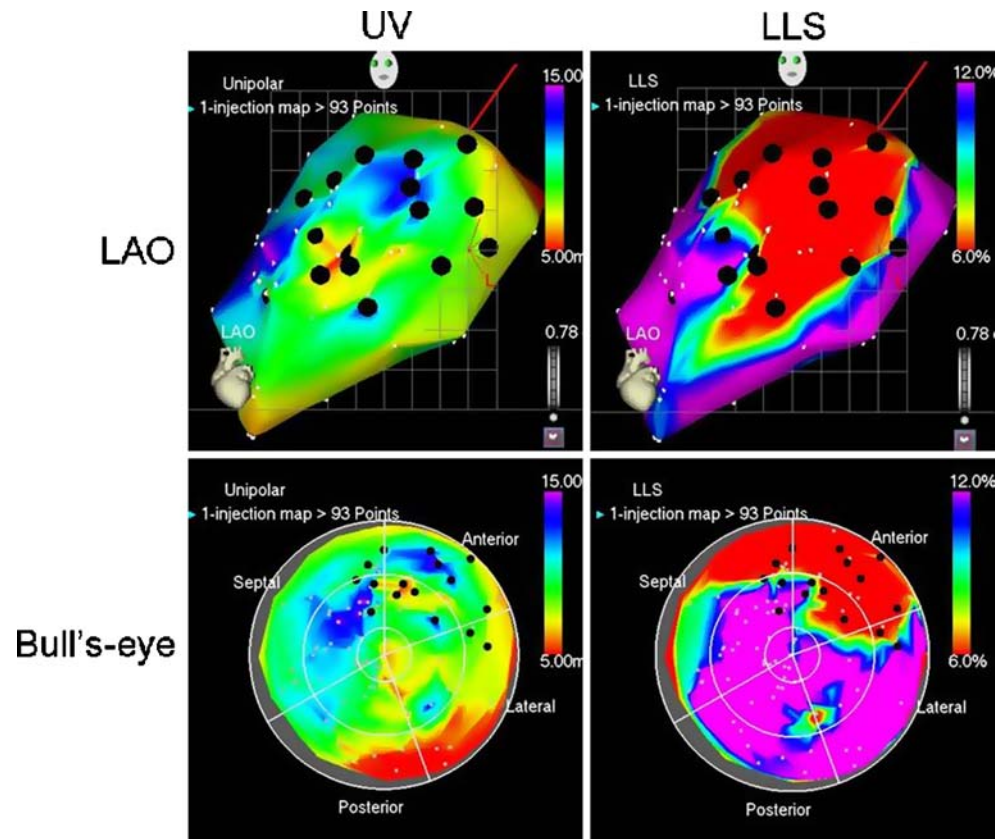 UV LLS
LAO
Unipolar
1-injection map > 93 Points
15.00
5.00m
0.78
LAO
L
LLS
1-injection map > 93 Points
12.0%
6.0%
0.78
LAO
Bull's-eye
Unipolar
1-injection map > 93 Points
15.00
5.00m
Anterior
Septal
Lateral
Posterior
LLS
1-injection map > 93 Points
12.0%
6.0%
Anterior
Septal
Lateral
Posterior